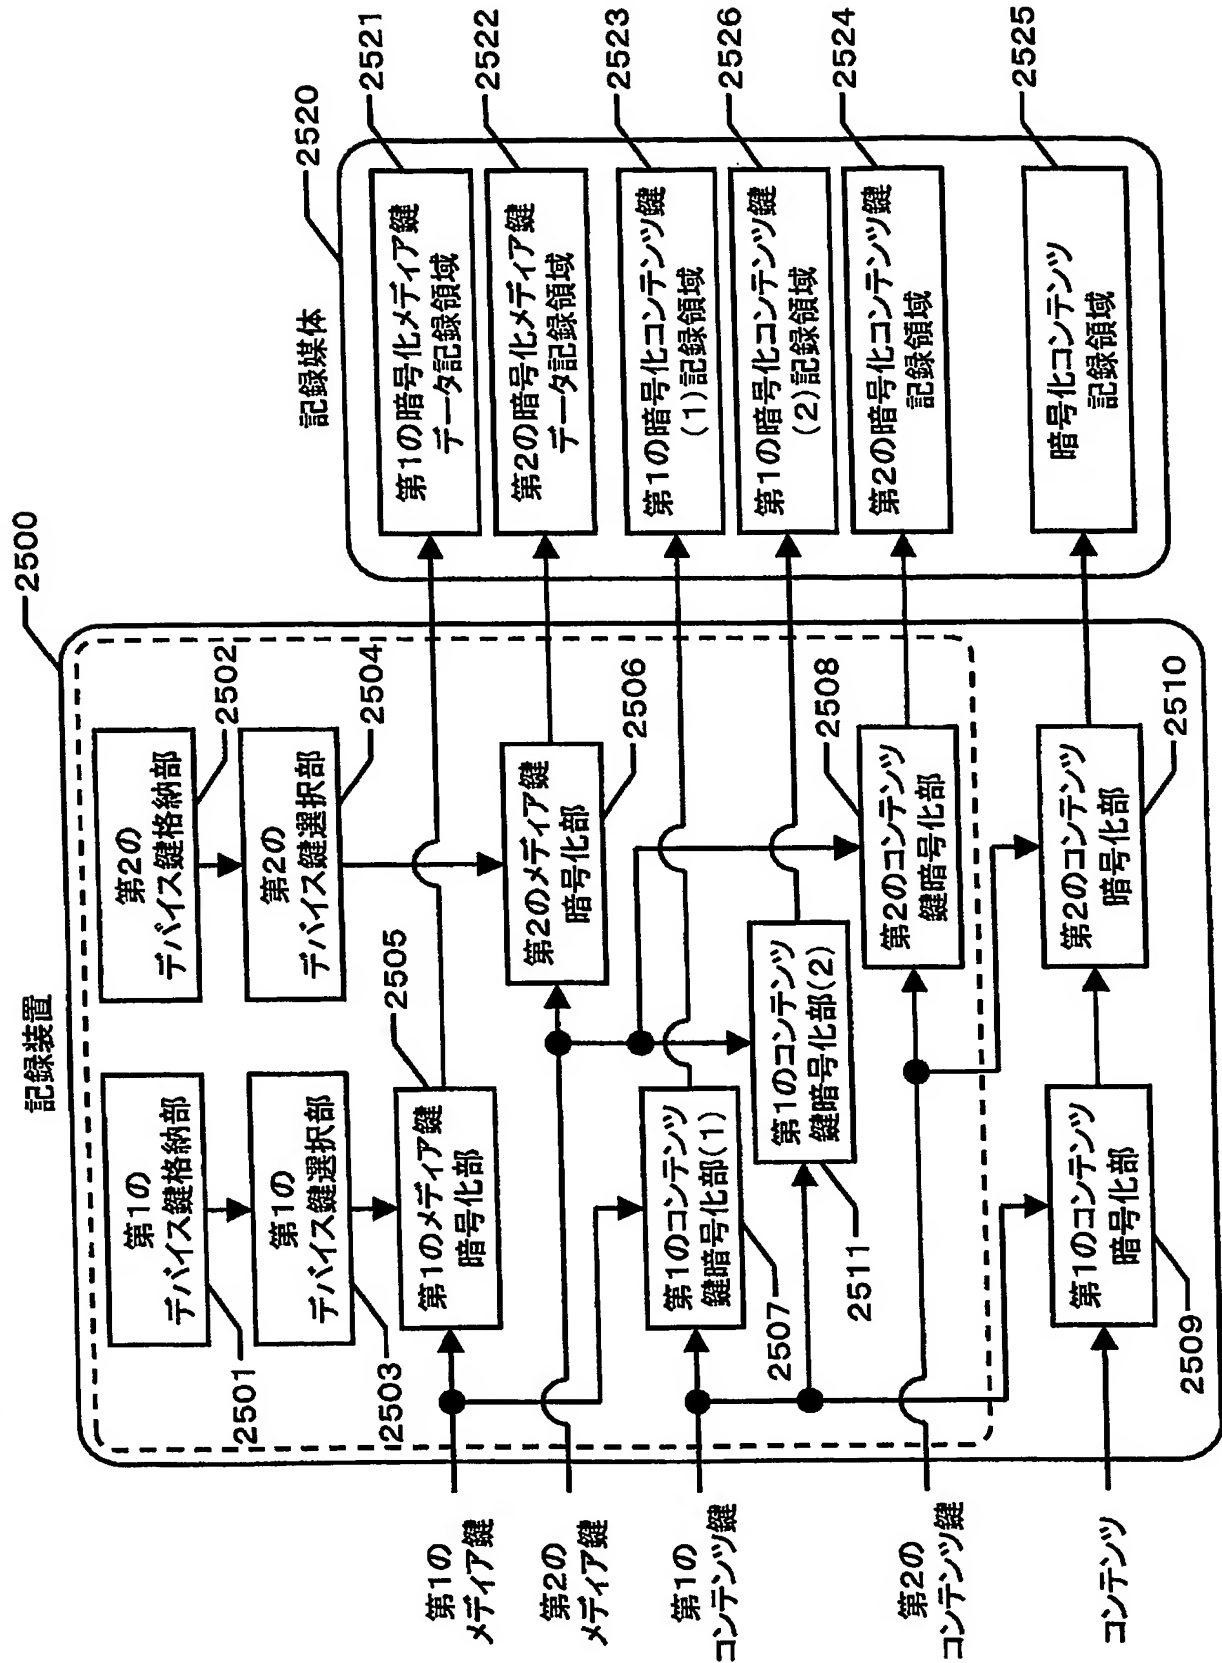 記録装置
2500
第1の
デバイス鍵格納部
2501
第2の
デバイス鍵格納部
2502
第1の
デバイス鍵選択部
2503
第2の
デバイス鍵選択部
2504
第1のメディア鍵
暗号化部
2505
第2のメディア鍵
暗号化部
2506
第1のコンテンツ
鍵暗号化部(1)
2507
第1のコンテンツ
鍵暗号化部(2)
2511
第2のコンテンツ
鍵暗号化部
2508
第1のコンテンツ
暗号化部
2509
第2のコンテンツ
暗号化部
2510
第1の
メディア鍵
第2の
メディア鍵
第1の
コンテンツ鍵
第2の
コンテンツ鍵
コンテンツ
記録媒体
2520
第1の暗号化メディア鍵
データ記録領域
2521
第2の暗号化メディア鍵
データ記録領域
2522
第1の暗号化コンテンツ鍵
(1)記録領域
2523
第1の暗号化コンテンツ鍵
(2)記録領域
2526
第2の暗号化コンテンツ鍵
記録領域
2524
暗号化コンテンツ
記録領域
2525